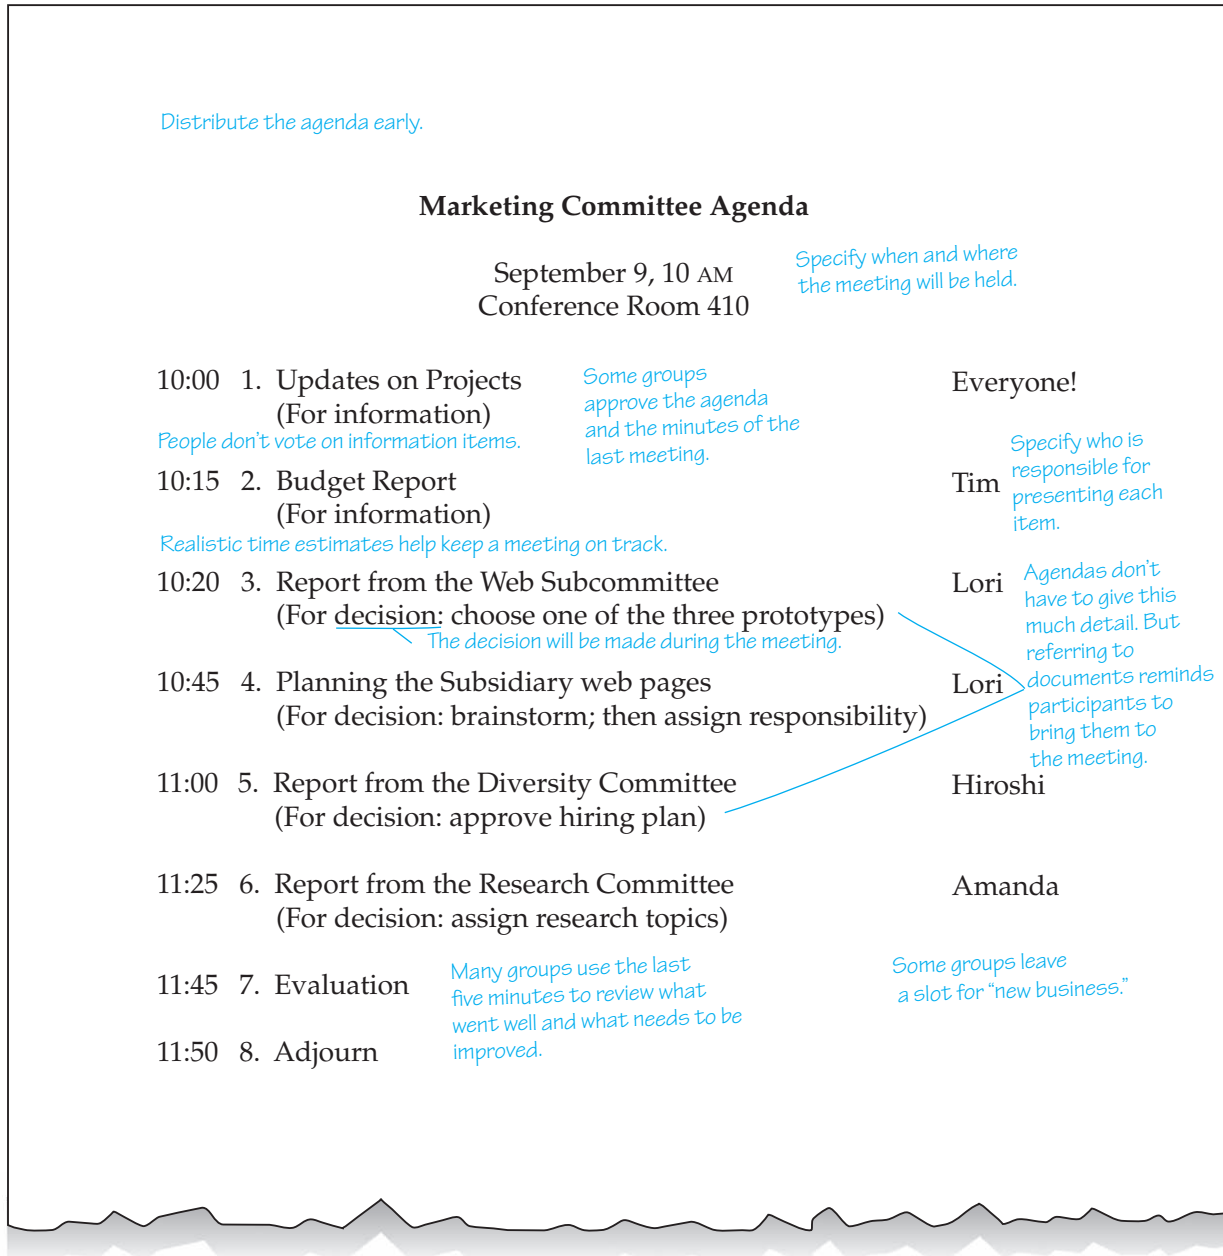 Distribute the agenda early.
Marketing Committee Agenda
September 9, 10 AM
Conference Room 410
Specify when and where
the meeting will be held.
10:00 1. Updates on Projects
(For information)
Everyone!
Some groups
approve the agenda
and the minutes of the
last meeting.
People don't vote on information items.
10:15 2. Budget Report
(For information)
Tim
Specify who is
responsible for
presenting each
item.
Realistic time estimates help keep a meeting on track.
10:20 3. Report from the Web Subcommittee
(For decision: choose one of the three prototypes)
Lori
The decision will be made during the meeting.
Agendas don't
have to give this
much detail. But
referring to
documents reminds
participants to
bring them to
the meeting.
10:45 4. Planning the Subsidiary web pages
(For decision: brainstorm; then assign responsibility)
Lori
11:00 5. Report from the Diversity Committee
(For decision: approve hiring plan)
Hiroshi
11:25 6. Report from the Research Committee
(For decision: assign research topics)
Amanda
11:45 7. Evaluation
Many groups use the last
five minutes to review what
went well and what needs to be
improved.
Some groups leave
a slot for “new business.”
11:50 8. Adjourn